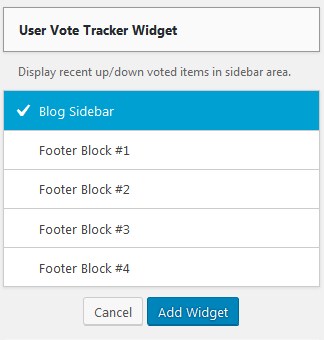 User Vote Tracker Widget
Display recent up/down voted items in sidebar area.
Blog Sidebar
Footer Block #1
Footer Block #2
Footer Block #3
Footer Block #4
Cancel Add Widget